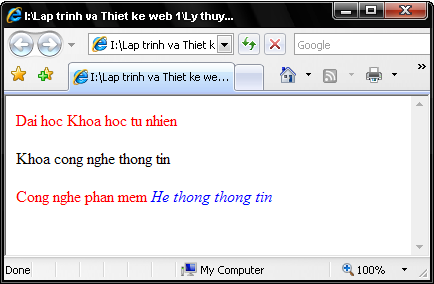 I:\Lap trinh va Thiet ke web 1\Ly thuy...
I:\Lap trinh va Thiet k
Google
I:\Lap trinh va Thiet ke we...
Dai hoc Khoa hoc tu nhien
Khoa cong nghe thong tin
Cong nghe phan mem He thong thong tin
Done My Computer 100%